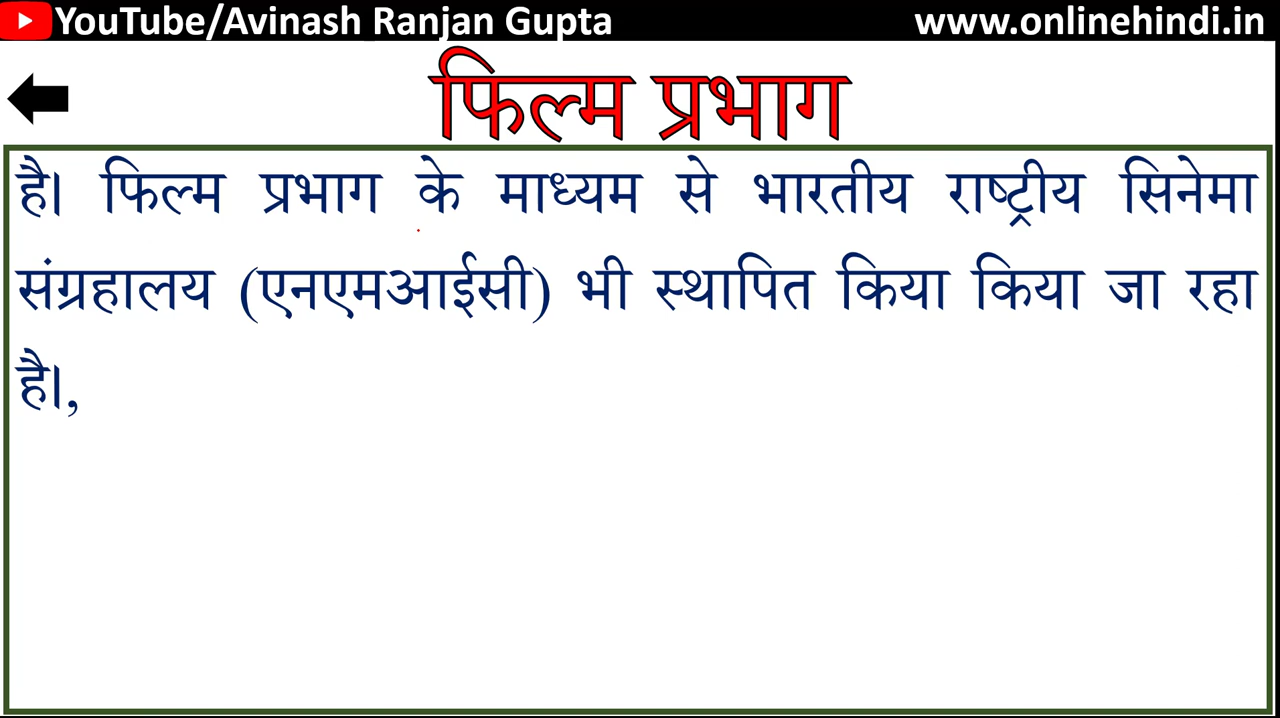 YouTube/Avinash Ranjan Gupta www.onlinehindi.in
फिल्म प्रभाग
है। फिल्म प्रभाग के माध्यम से भारतीय राष्ट्रीय सिनेमा
संग्रहालय (एनएमआईसी) भी स्थापित किया किया जा रहा
है।,